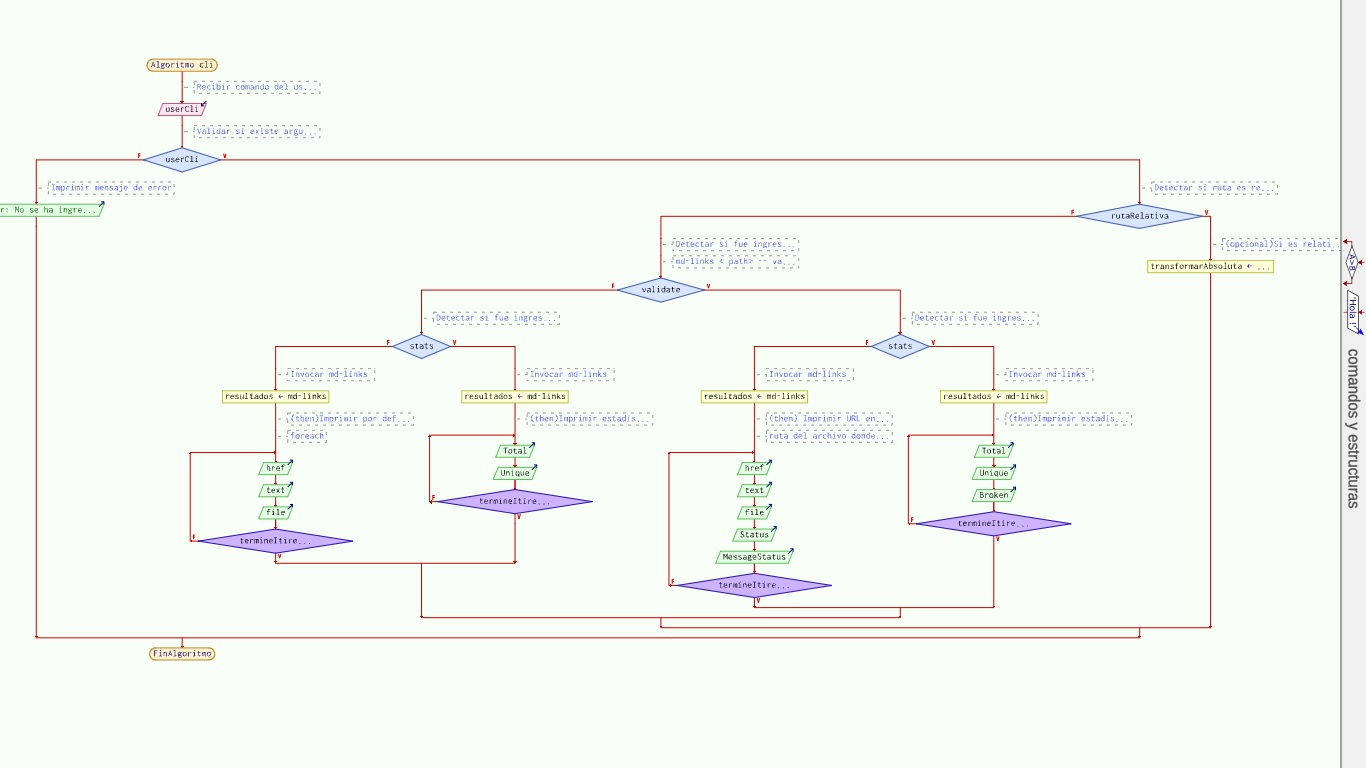 Algoritmo cli
Recibir comando del us...
userCli
Validar si existe argu...
userCli
F
V
Imprimir mensaje de error
r: No se ha ingre...
Detectar si ruta es re...
rutaRelativa
F
V
(opcional)Si es relati...
transformarAbsoluta ← ...
Detectar si fue ingres...
md-links < path> -- va...
validate
F
V
Detectar si fue ingres...
Detectar si fue ingres...
stats
F
V
stats
F
V
Invocar md-links
Invocar md-links
Invocar md-links
Invocar md-links
resultados ← md-links
resultados ← md-links
resultados ← md-links
resultados ← md-links
(then)Imprimir por def...
foreach
href
text
file
termineItire...
F
V
(then)Imprimir estadis...
Total
Unique
termineItire...
F
V
(then) Imprimir URL en...
ruta del archivo donde...
href
text
file
Status
MessageStatus
termineItire...
F
V
(then)Imprimir estadis...
Total
Unique
Broken
termineItire...
F
V
FinAlgoritmo
A>B
'Hola !'
comandos y estructuras